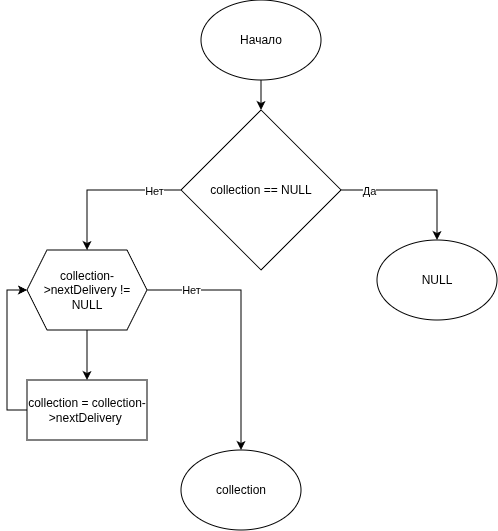 Начало
collection == NULL
Нет
Да
collection-
>nextDelivery !=
NULL
NULL
Нет
collection = collection-
>nextDelivery
collection